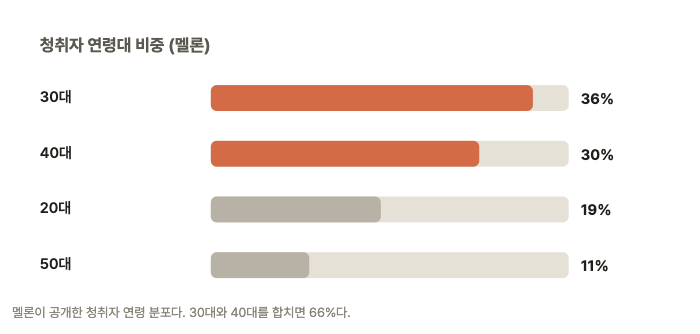 청취자 연령대 비중 (멜론)
30대 36%
40대 30%
20대 19%
50대 11%
멜론이 공개한 청취자 연령 분포다. 30대와 40대를 합치면 66%다.